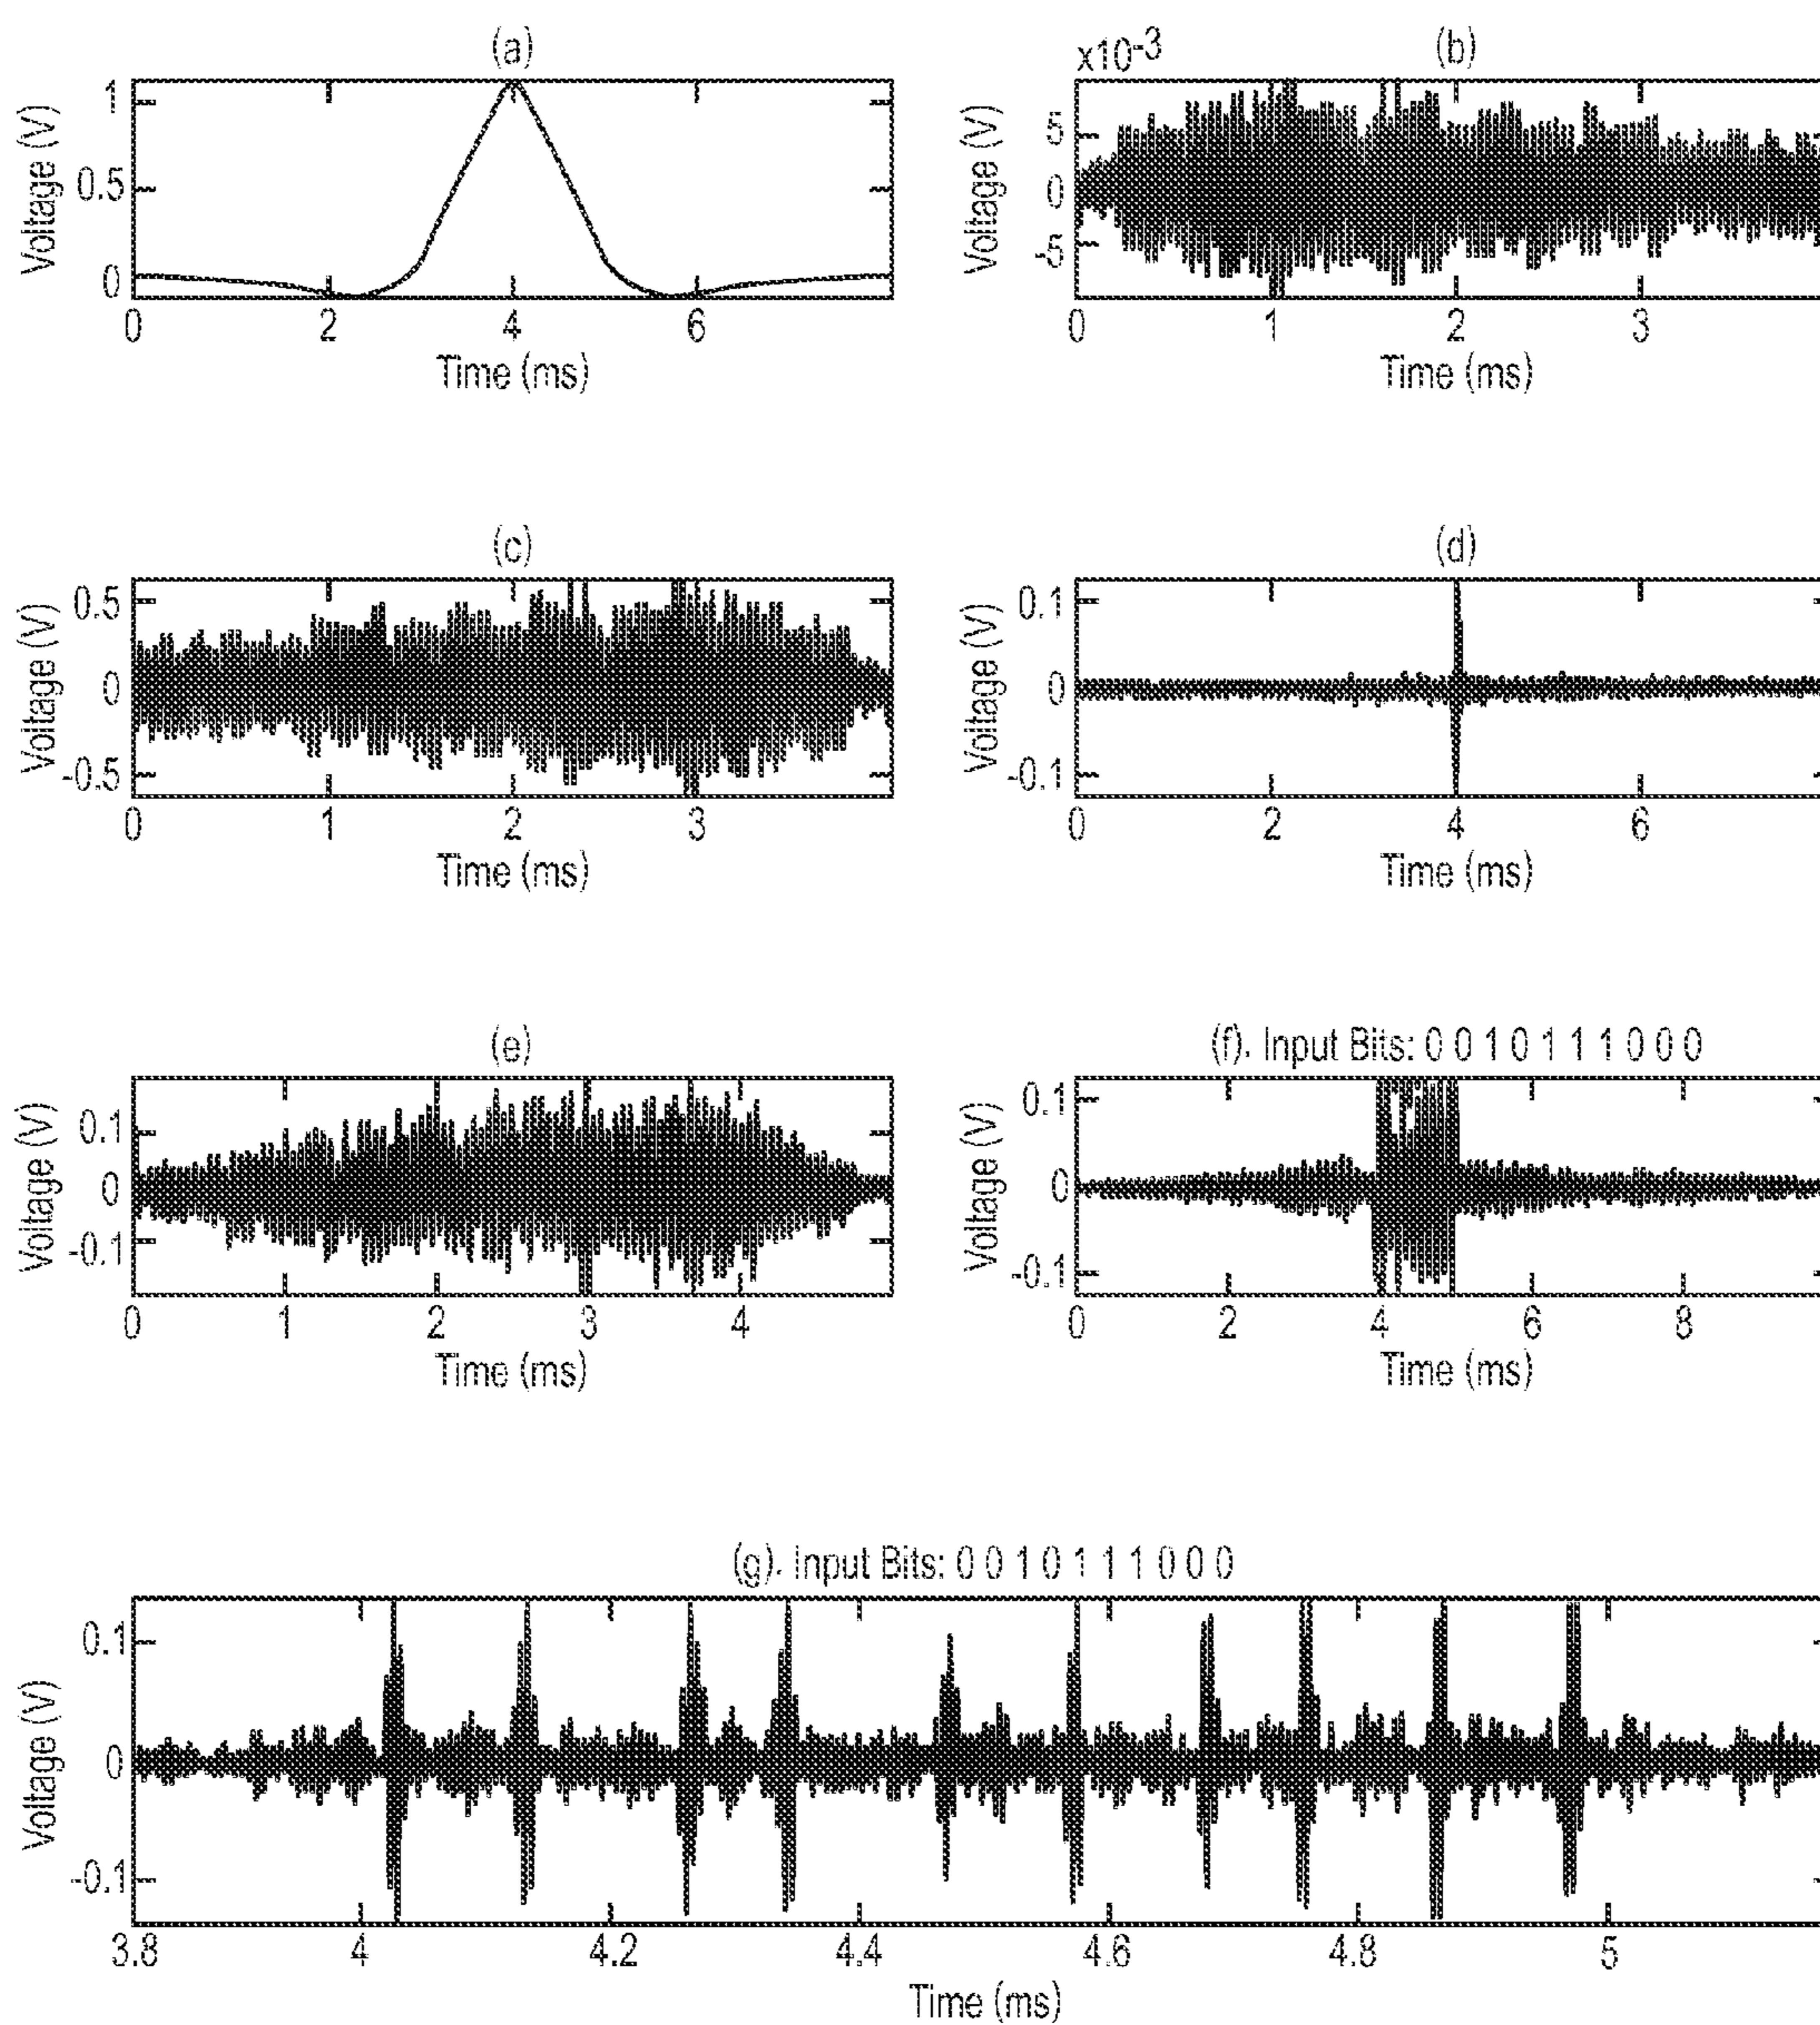 (a)
Voltage (V)
1
0.5
0
0 2 4 6
Time (ms)
(b)
x10-3
Voltage (V)
5
0
-5
0 1 2 3
Time (ms)
(c)
Voltage (V)
0.5
0
-0.5
0 1 2 3
Time (ms)
(d)
Voltage (V)
0.1
0
-0.1
0 2 4 6
Time (ms)
(e)
Voltage (V)
0.1
0
-0.1
0 1 2 3 4
Time (ms)
(f). Input Bits: 0 0 1 0 1 1 1 0 0 0
Voltage (V)
0.1
0
-0.1
0 2 4 6 8
Time (ms)
(g). Input Bits: 0 0 1 0 1 1 1 0 0 0
Voltage (V)
0.1
0
-0.1
3.8 4 4.2 4.4 4.6 4.8 5
Time (ms)